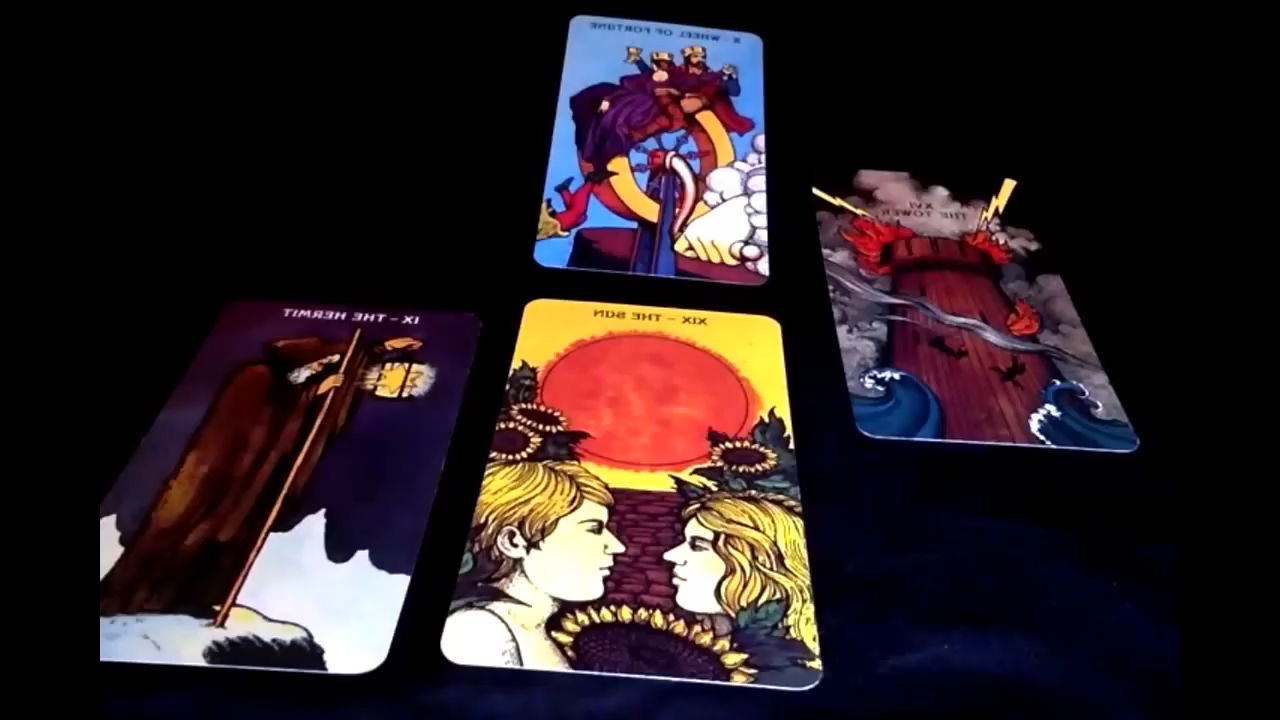 X - WHEEL OF FORTUNE
XVI
THE TOWER
IX - THE HERMIT
XIX - THE SUN